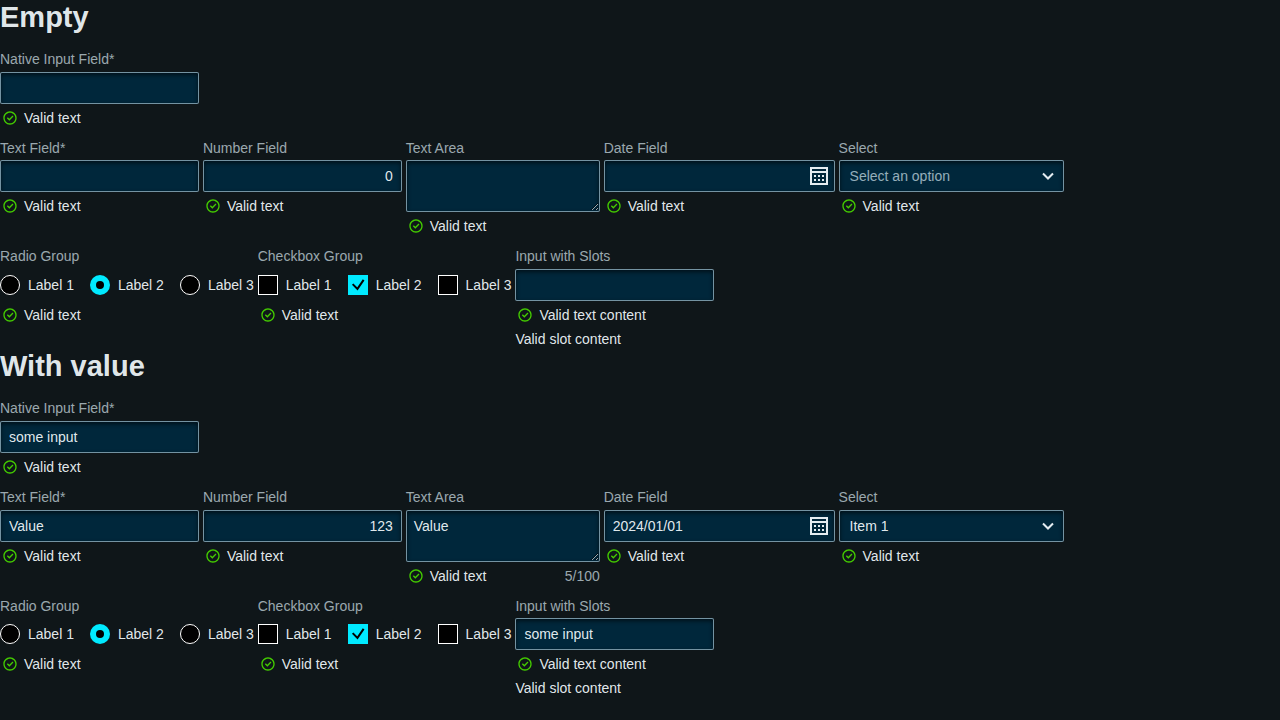 Empty
Native Input Field*
Valid text
Text Field* Number Field Text Area Date Field Select
0 Select an option
Valid text Valid text Valid text Valid text
Valid text
Radio Group Checkbox Group Input with Slots
Label 1 Label 2 Label 3 Label 1 Label 2 Label 3
Valid text Valid text Valid text content
Valid slot content
With value
Native Input Field*
some input
Valid text
Text Field* Number Field Text Area Date Field Select
Value 123 Value 2024/01/01 Item 1
Valid text Valid text Valid text Valid text
Valid text 5/100
Radio Group Checkbox Group Input with Slots
Label 1 Label 2 Label 3 Label 1 Label 2 Label 3 some input
Valid text Valid text Valid text content
Valid slot content